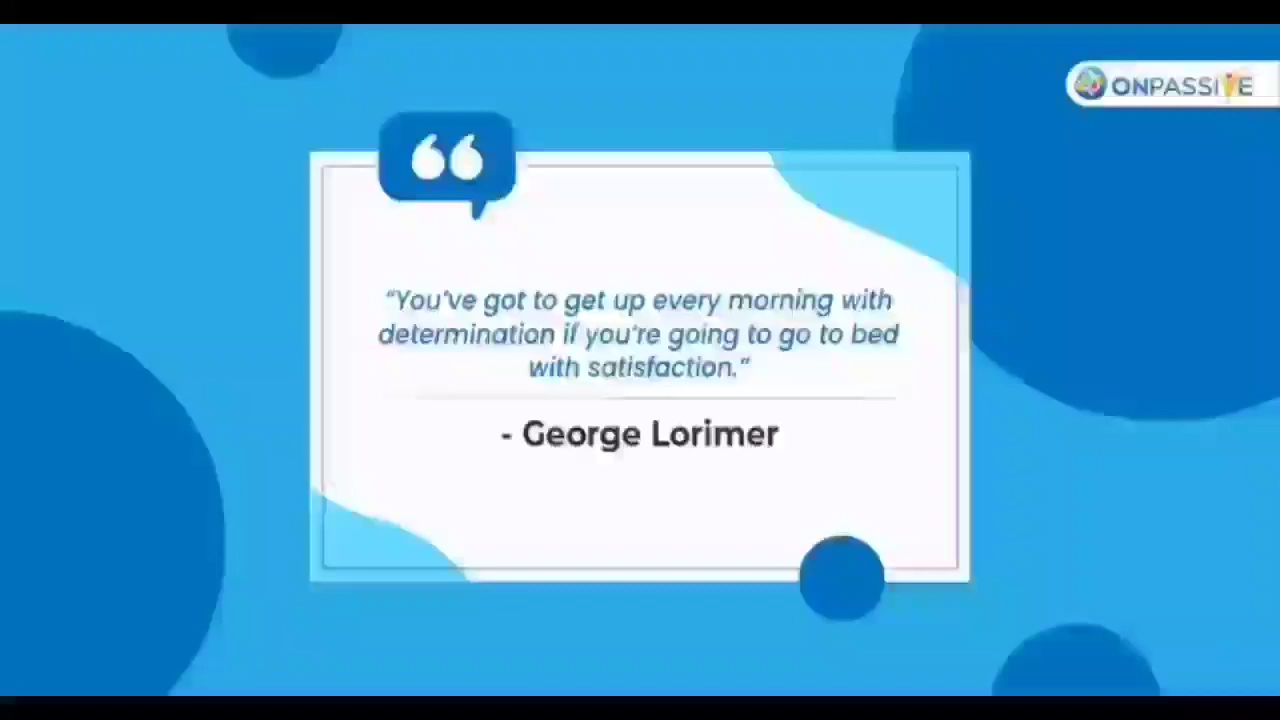 ONPASSIVE
“You’ve got to get up every morning with
determination if you’re going to go to bed
with satisfaction.”
- George Lorimer